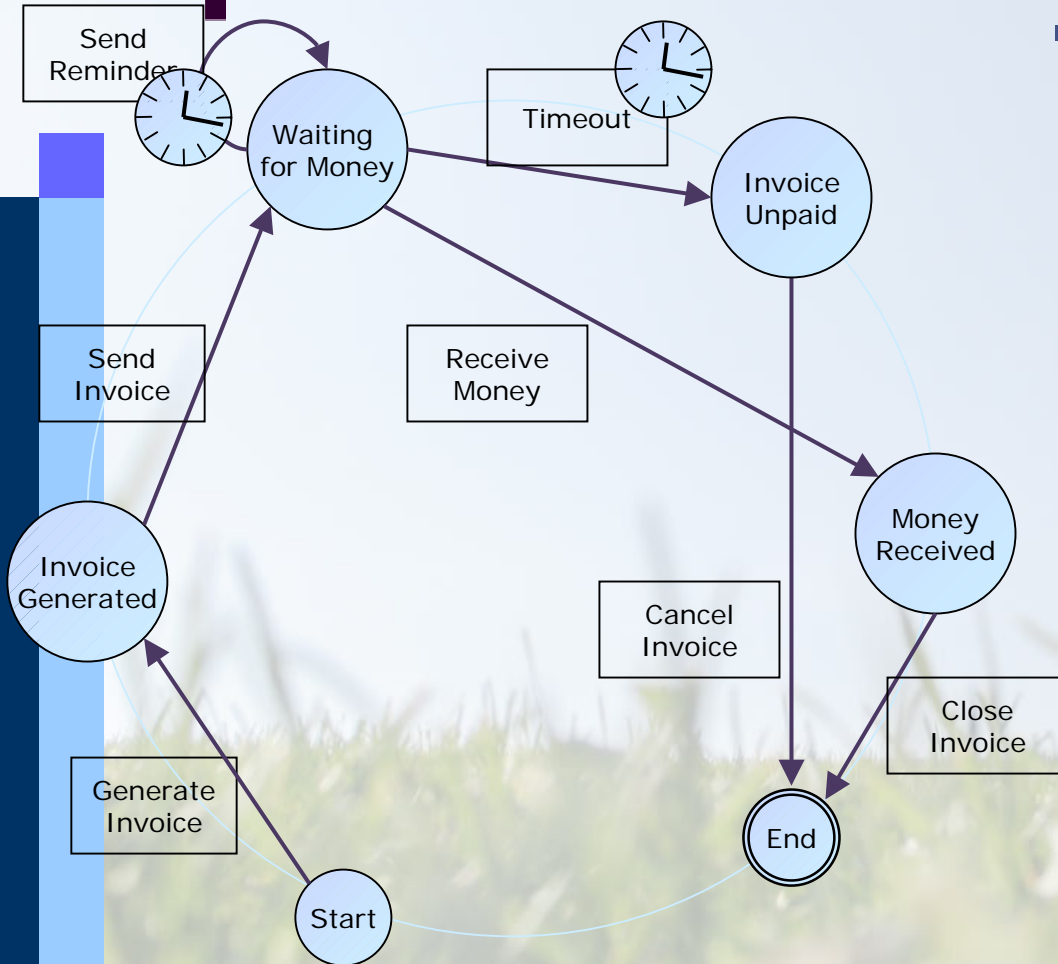 Send
Reminder
Timeout
Waiting
for Money
Invoice
Unpaid
Send
Invoice
Receive
Money
Money
Received
Invoice
Generated
Cancel
Invoice
Close
Invoice
Generate
Invoice
End
Start